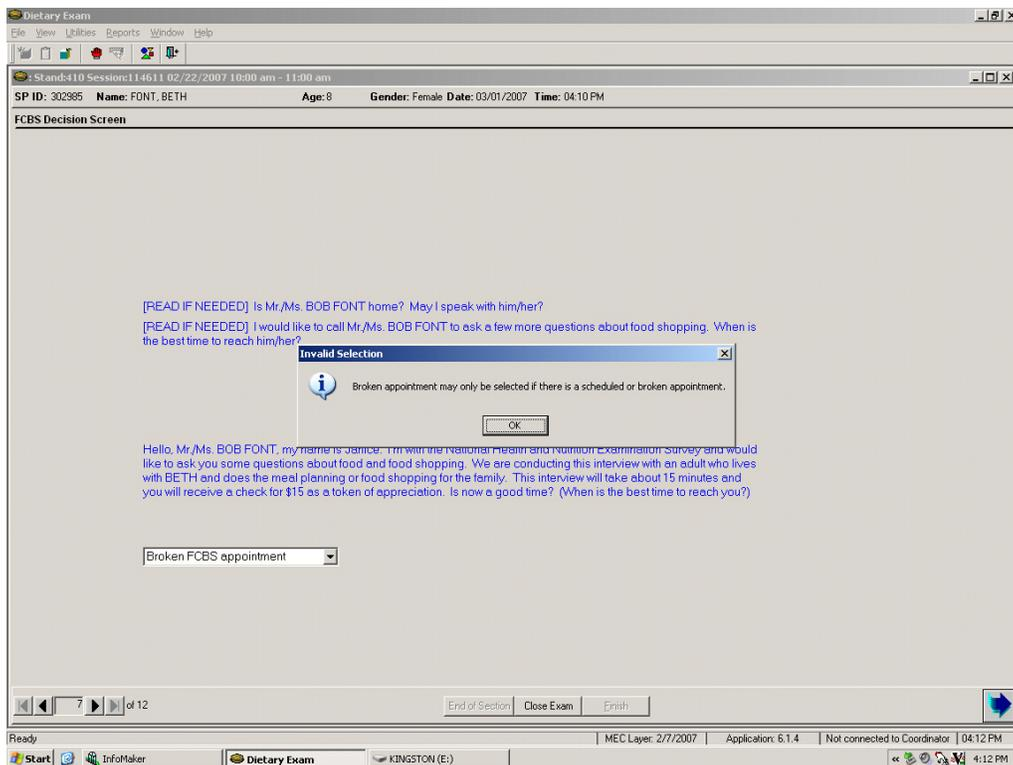 Dietary Exam
File View Utilities Reports Window Help
: Stand:410 Session:114611 02/22/2007 10:00 am - 11:00 am
SP ID: 302985 Name: FONT, BETH Age: 8 Gender: Female Date: 03/01/2007 Time: 04:10 PM
FCBS Decision Screen
[READ IF NEEDED] Is Mr./Ms. BOB FONT home? May I speak with him/her?
[READ IF NEEDED] I would like to call Mr./Ms. BOB FONT to ask a few more questions about food shopping. When is
the best time to reach him/her?
Invalid Selection
Broken appointment may only be selected if there is a scheduled or broken appointment.
OK
Hello, Mr./Ms. BOB FONT, my name is Janice. I'm with the National Health and Nutrition Examination Survey and would
like to ask you some questions about food and food shopping. We are conducting this interview with an adult who lives
with BETH and does the meal planning or food shopping for the family. This interview will take about 15 minutes and
you will receive a check for $15 as a token of appreciation. Is now a good time? (When is the best time to reach you?)
Broken FCBS appointment
7 of 12
End of Section Close Exam Finish
Ready MEC Layer: 2/7/2007 Application: 6.1.4 Not connected to Coordinator 04:12 PM
Start InfoMaker Dietary Exam KINGSTON (E:) « 4:12 PM